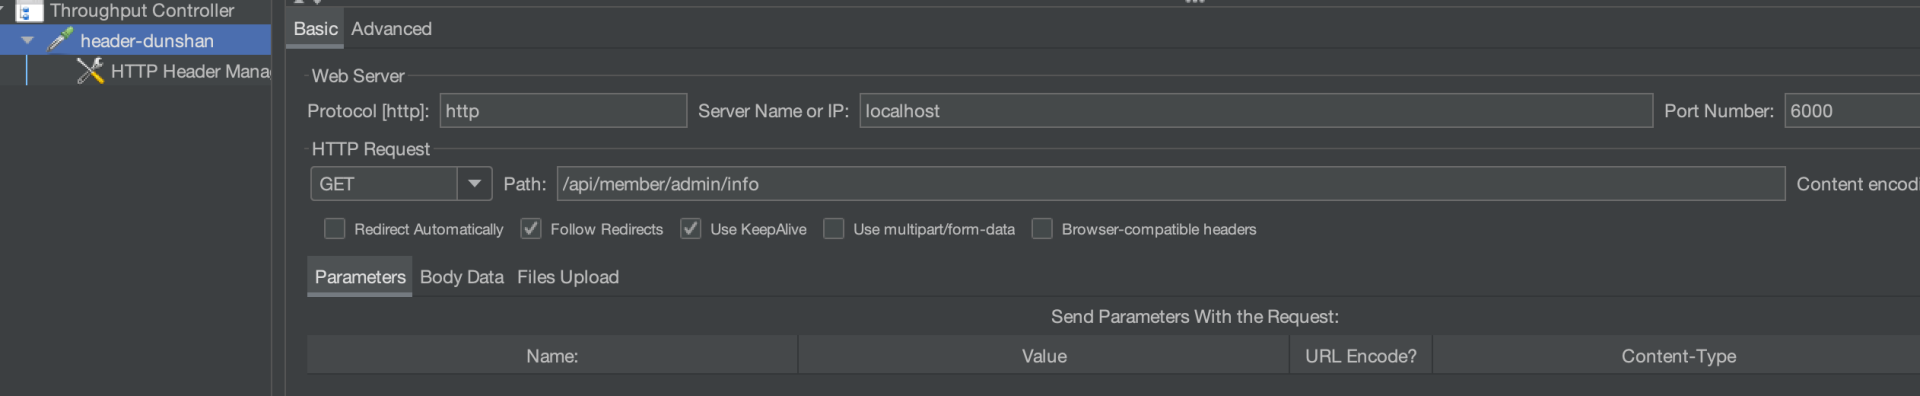 Throughput Controller
header-dunshan
HTTP Header Mana
Basic Advanced
Web Server
Protocol [http]: http Server Name or IP: localhost Port Number: 6000
HTTP Request
GET Path: /api/member/admin/info Content encodi
Redirect Automatically Follow Redirects Use KeepAlive Use multipart/form-data Browser-compatible headers
Parameters Body Data Files Upload
Send Parameters With the Request:
Name: Value URL Encode? Content-Type